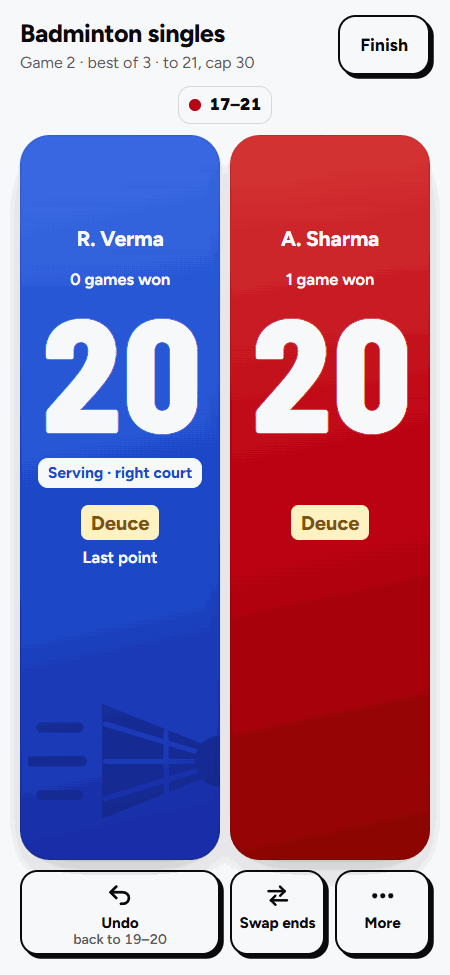 Badminton singles
Game 2 · best of 3 · to 21, cap 30
Finish
17–21
R. Verma
0 games won
20
Serving · right court
Deuce
Last point
A. Sharma
1 game won
20
Deuce
Undo
back to 19–20
Swap ends
More